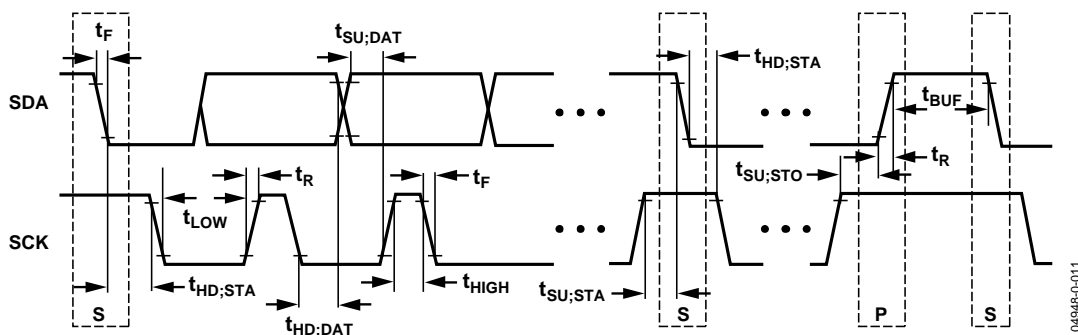 tF
tSU;DAT
tHD;STA
SDA
tBUF
tR
tF
tSU;STO
tR
tLOW
SCK
tHD;STA
tHIGH
tSU;STA
tHD;DAT
S
S
P
S
04948-0-011